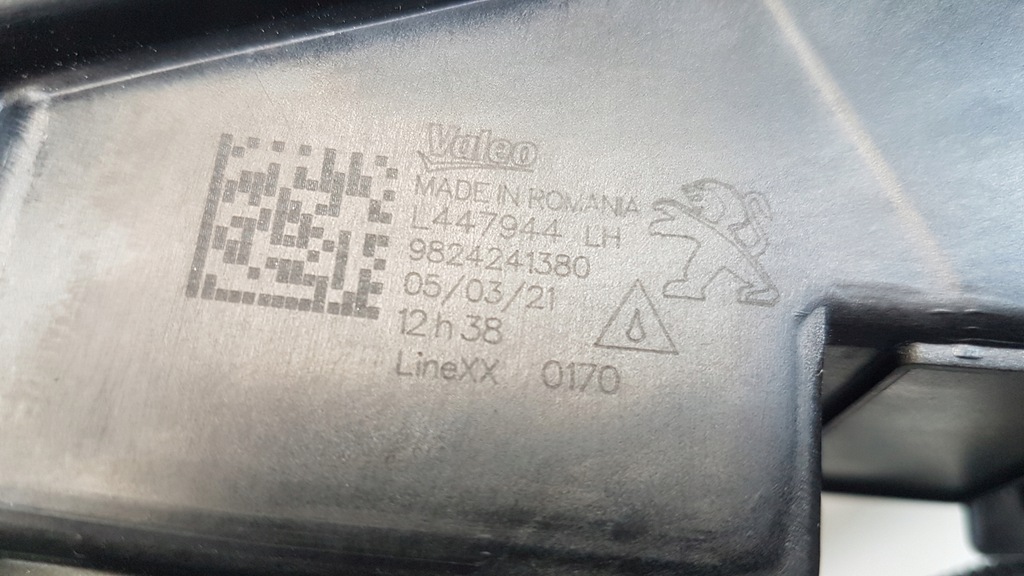 Valeo
MADE IN ROMANIA
L447944 LH
9824241380
05/03/21
12 h 38
LineXX 0170